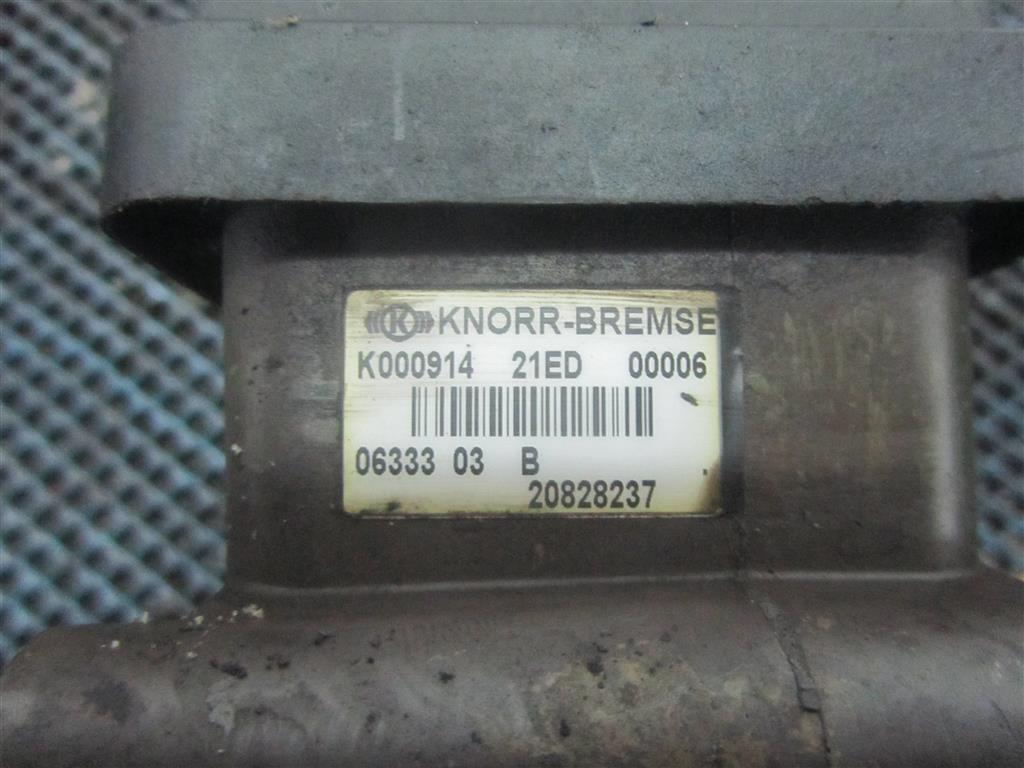 K KNORR-BREMSE
K000914 21ED 00006
06333 03 B
20828237